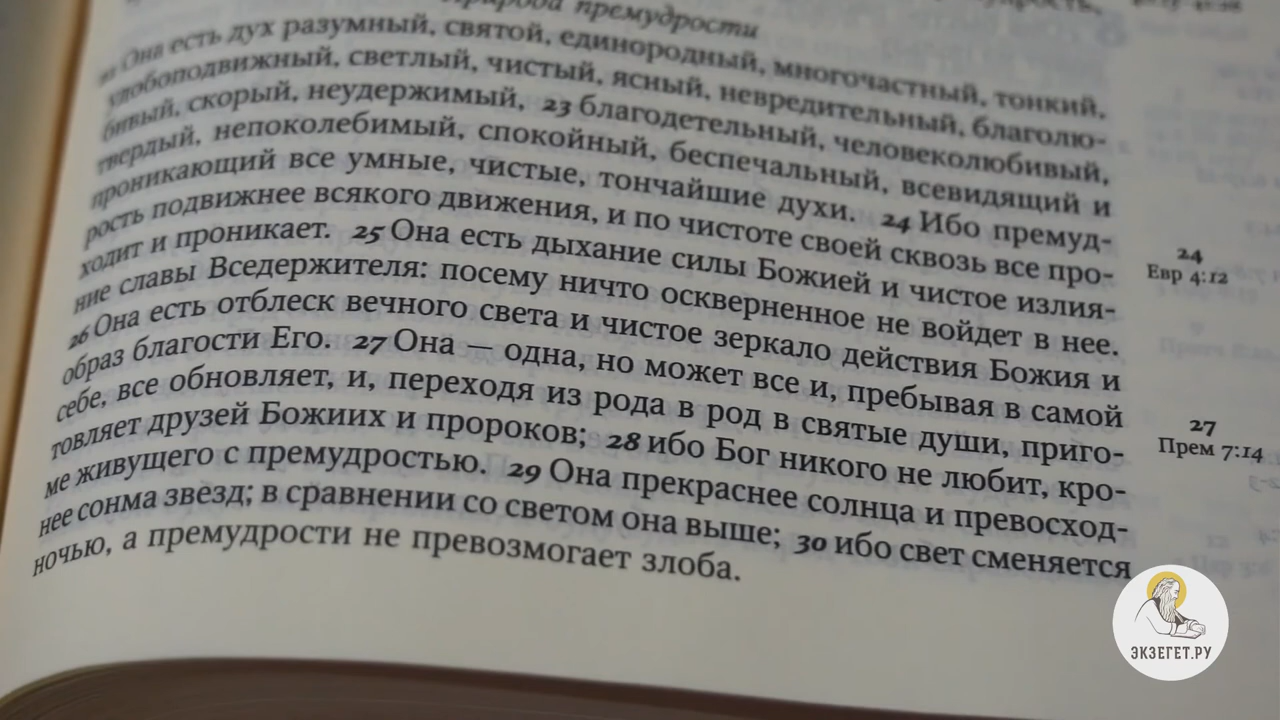 природа премудрости
Она есть дух разумный, святой, единородный, многочастный, тонкий,
удобоподвижный, светлый, чистый, ясный, невредительный, благолю-
бивый, скорый, неудержимый, 23 благодетельный, человеколюбивый,
твердый, непоколебимый, спокойный, беспечальный, всевидящий и
проникающий все умные, чистые, тончайшие духи. 24 Ибо премуд-
рость подвижнее всякого движения, и по чистоте своей сквозь все про-
ходит и проникает. 25 Она есть дыхание силы Божией и чистое излия-
ние славы Вседержителя: посему ничто оскверненное не войдет в нее.
26 Она есть отблеск вечного света и чистое зеркало действия Божия и
образ благости Его. 27 Она — одна, но может все и, пребывая в самой
себе, все обновляет, и, переходя из рода в род в святые души, приго-
товляет друзей Божиих и пророков; 28 ибо Бог никого не любит, кро-
ме живущего с премудростью. 29 Она прекраснее солнца и превосход-
нее сонма звезд; в сравнении со светом она выше; 30 ибо свет сменяется
ночью, а премудрости не превозмогает злоба.
24
Евр 4:12
27
Прем 7:14
ЭКЗЕГЕТ.РУ